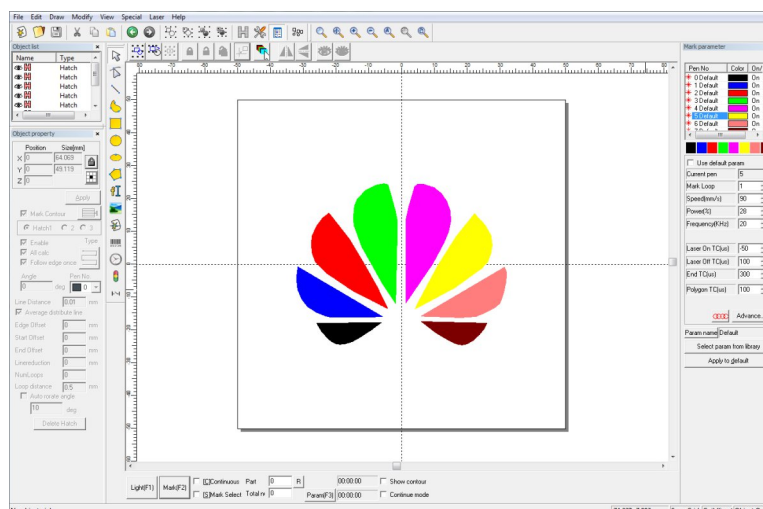 File Edit Draw Modify View Special Laser Help
Object list
Name Type
Hatch
Hatch
Hatch
Hatch
Object property
Position Size[mm]
X 0 64.069
Y 0 49.119
Z 0
Apply
Mark Contour
Hatch1 2 3
Enable Type:
All calc
Follow edge once
Angle Pen No.
0 deg 0
Line Distance 0.01 mm
Average distribute line
Edge Offset 0 mm
Start Offset 0 mm
End Offset 0 mm
Linereduction 0 mm
NumLoops 0
Loop distance 0.5 mm
Auto rorate angle
10 deg
Delete Hatch
Light(F1) Mark(F2)
[C]Continuous Part 0 R 00:00:00 Show contour
[S]Mark Select Total n 0 Param(F3) 00:00:00 Continue mode
Mark parameter
Pen No Color On/
0 Default On
1 Default On
2 Default On
3 Default On
4 Default On
5 Default On
6 Default On
Use default param
Current pen 5
Mark Loop 1
Speed(mm/s) 90
Power(%) 28
Frequency(KHz) 20
Laser On TC(us) -50
Laser Off TC(us) 100
End TC(us) 300
Polygon TC(us) 100
Advance.
Param name Default
Select param from library
Apply to default